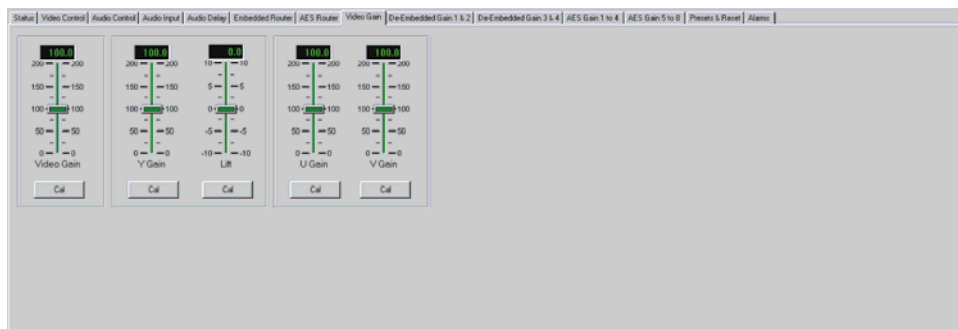 Status Video Control Audio Control Audio Input Audio Delay Embedded Router AES Router Video Gain De-Embedded Gain 1 & 2 De-Embedded Gain 3 & 4 AES Gain 1 to 4 AES Gain 5 to 8 Presets & Reset Alarms
100.0 100.0 0.0 100.0 100.0
200 200 200 200 10 10 200 200 200 200
150 150 150 150 5 5 150 150 150 150
100 100 100 100 0 0 100 100 100 100
50 50 50 50 -5 -5 50 50 50 50
0 0 0 0 -10 -10 0 0 0 0
Video Gain Y Gain Lift U Gain V Gain
Cal Cal Cal Cal Cal